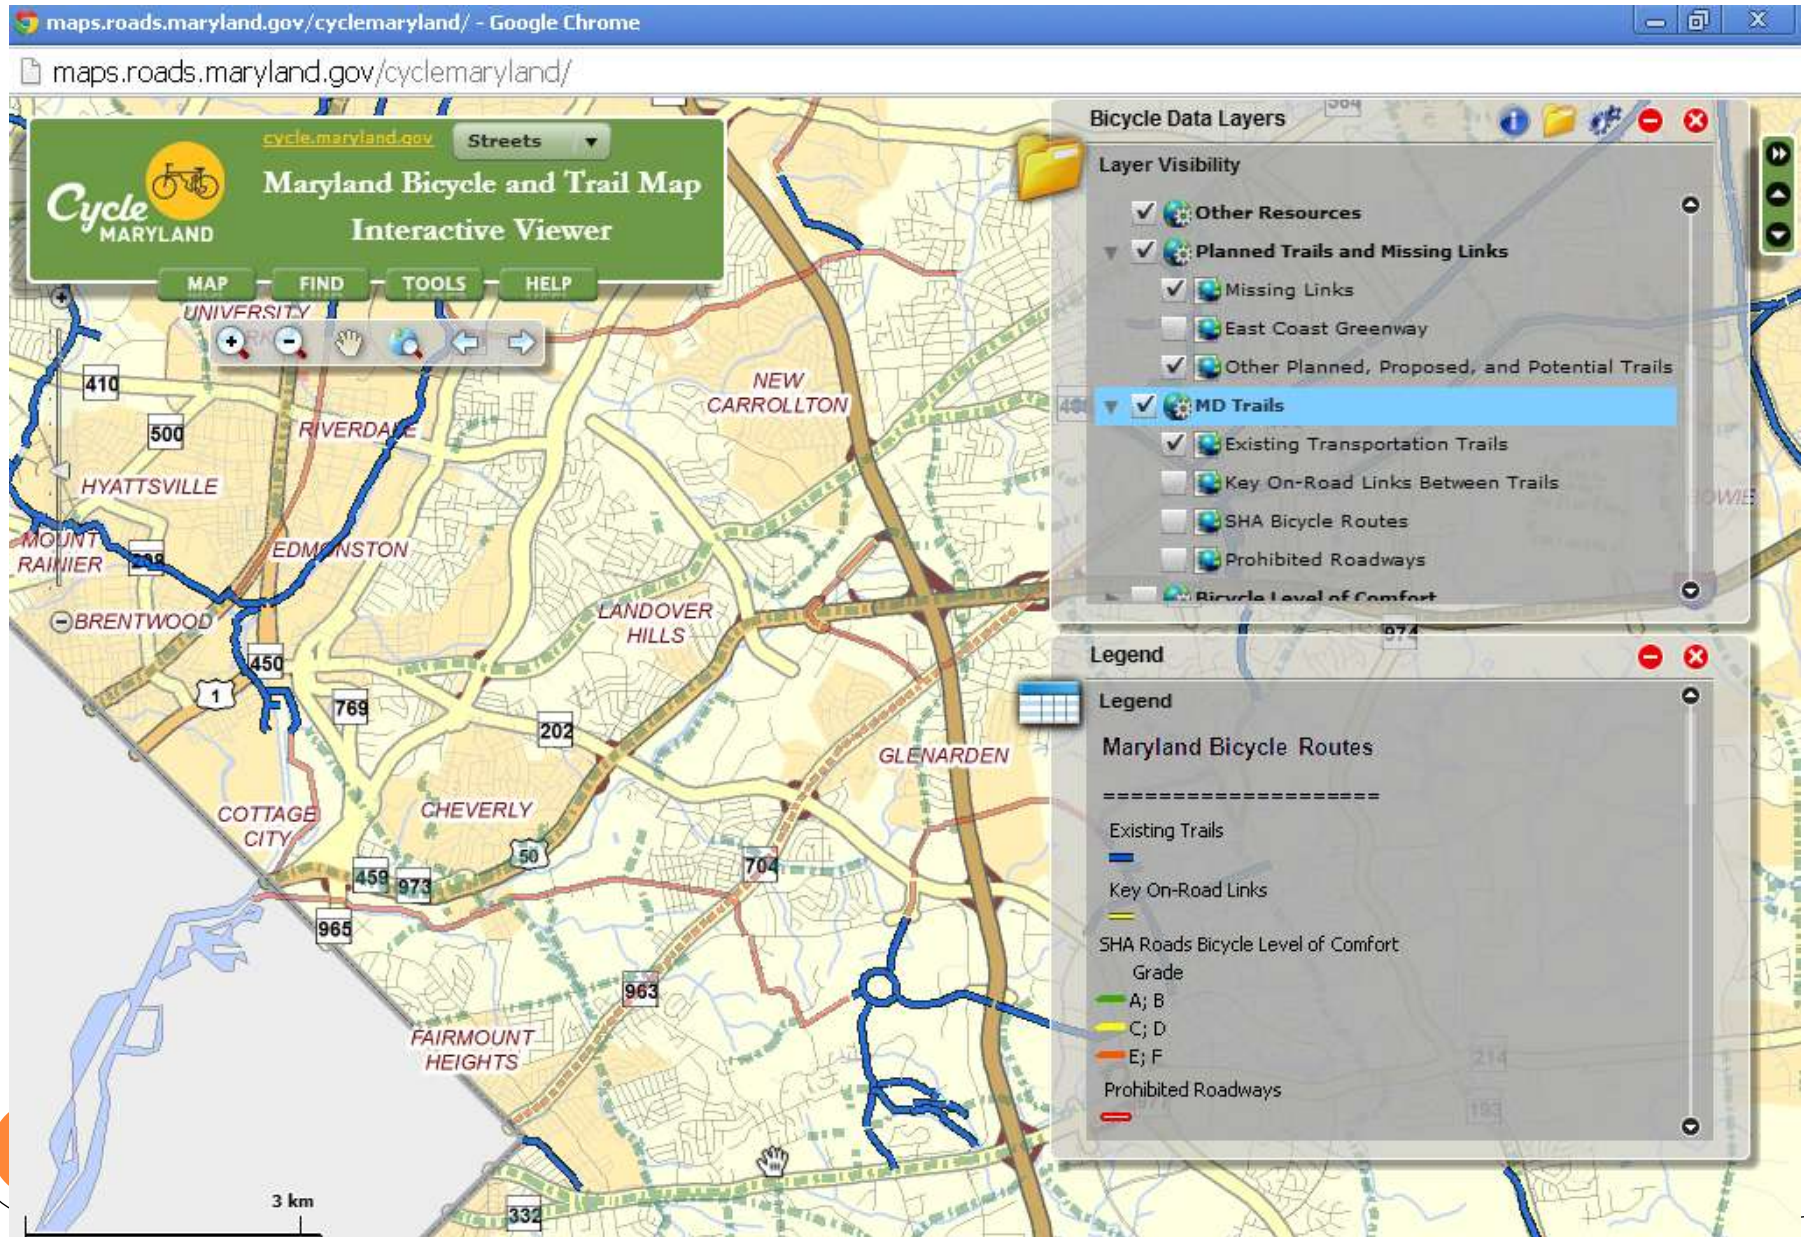 maps.roads.maryland.gov/cyclemaryland/ - Google Chrome
maps.roads.maryland.gov/cyclemaryland/
cycle.maryland.gov
Streets
Cycle
MARYLAND
Maryland Bicycle and Trail Map
Interactive Viewer
MAP
FIND
TOOLS
HELP
Bicycle Data Layers
Layer Visibility
Other Resources
Planned Trails and Missing Links
Missing Links
East Coast Greenway
Other Planned, Proposed, and Potential Trails
MD Trails
Existing Transportation Trails
Key On-Road Links Between Trails
SHA Bicycle Routes
Prohibited Roadways
Bicycle Level of Comfort
Legend
Legend
Maryland Bicycle Routes
====================
Existing Trails
Key On-Road Links
SHA Roads Bicycle Level of Comfort
Grade
A; B
C; D
E; F
Prohibited Roadways
UNIVERSITY
410
500
RIVERDALE
NEW
CARROLLTON
HYATTSVILLE
MOUNT
RAINIER
EDMONSTON
BRENTWOOD
LANDOVER
HILLS
450
1
769
202
GLENARDEN
COTTAGE
CITY
CHEVERLY
50
704
459
973
965
963
FAIRMOUNT
HEIGHTS
332
974
214
193
3 km